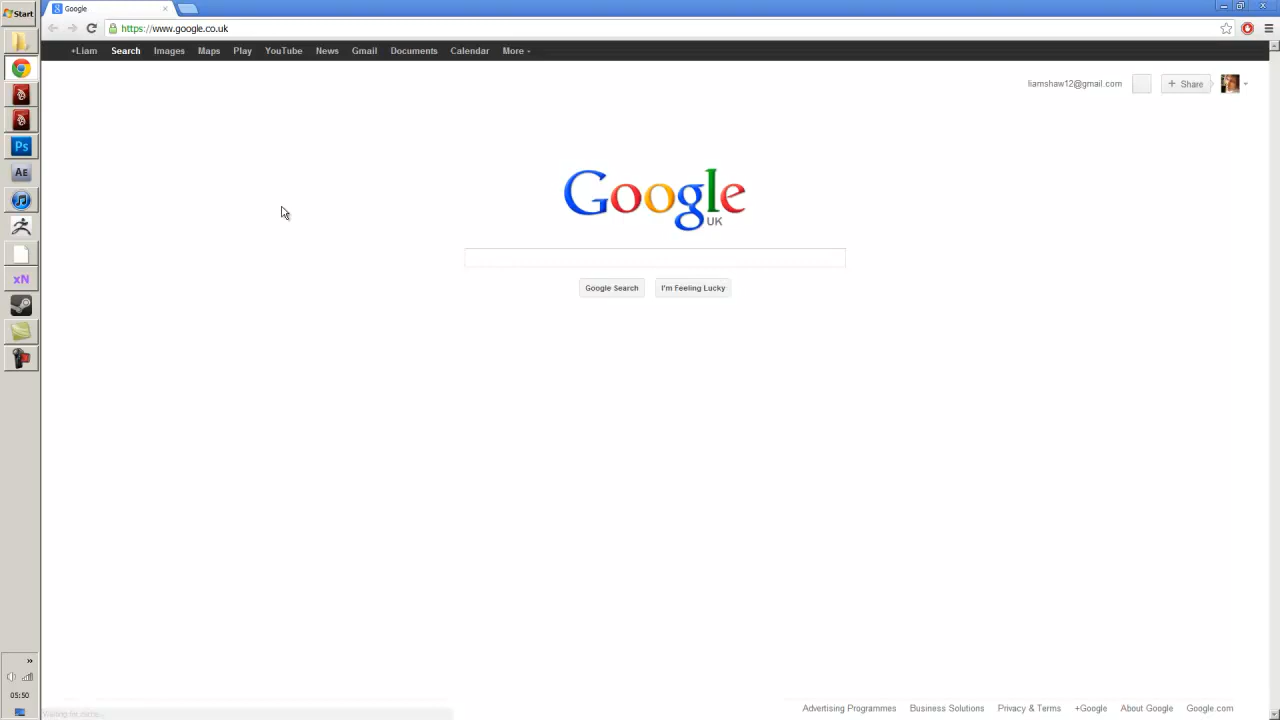 Start
Google
https://www.google.co.uk
+Liam Search Images Maps Play YouTube News Gmail Documents Calendar More
liamshaw12@gmail.com + Share
Google
UK
Google Search I'm Feeling Lucky
Ps
AE
xN
»
05:50
Advertising Programmes Business Solutions Privacy & Terms +Google About Google Google.com